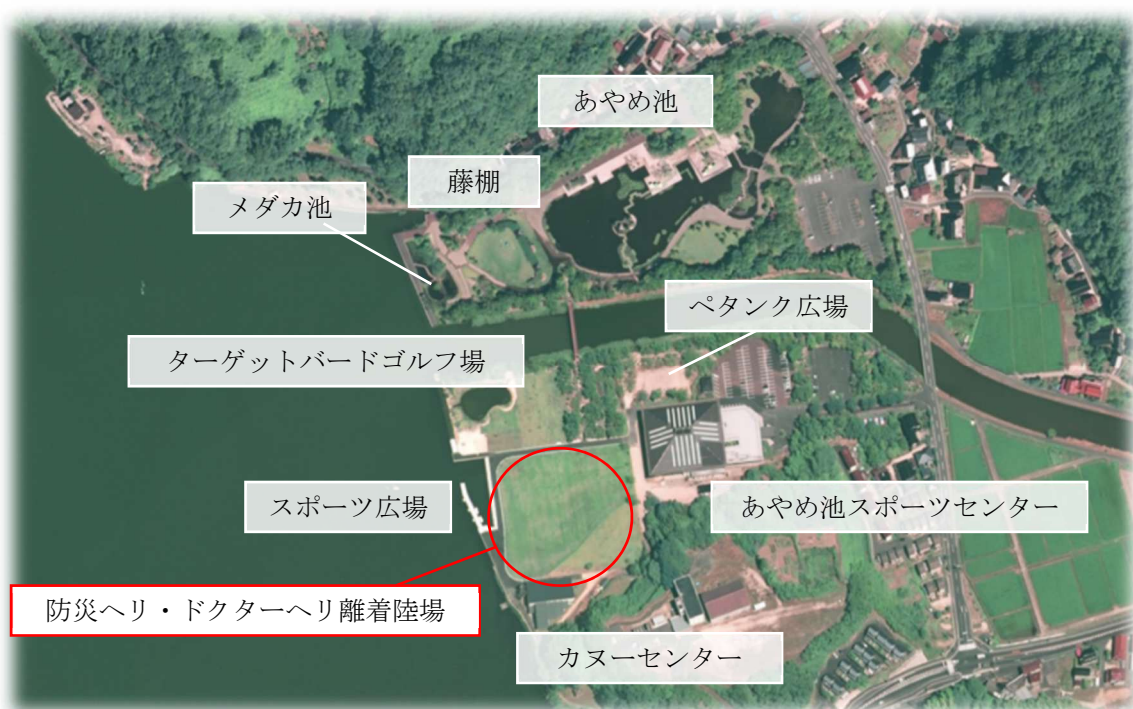 あやめ池
藤棚
メダカ池
ペタンク広場
ターゲットバードゴルフ場
スポーツ広場
あやめ池スポーツセンター
防災ヘリ・ドクターヘリ離着陸場
カヌーセンター